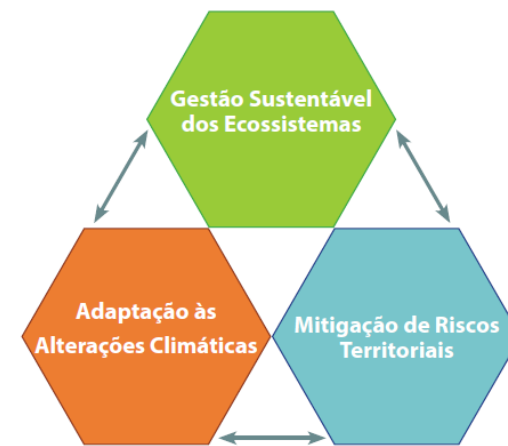 Gestão Sustentável
dos Ecossistemas
Adaptação às
Alterações Climáticas
Mitigação de Riscos
Territoriais